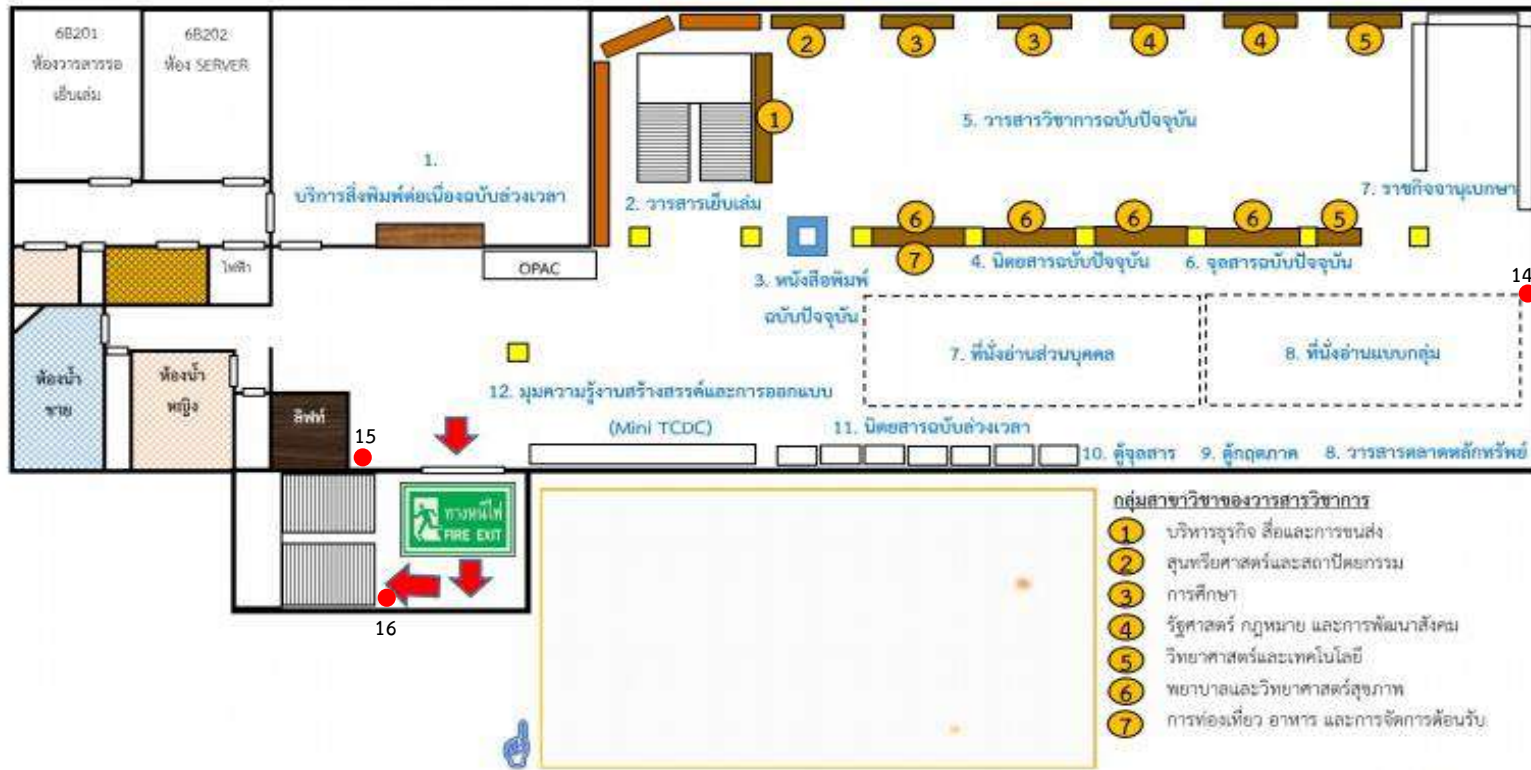 6B201
ห้องวารสารรอ
เย็บเล่ม
6B202
ห้อง SERVER
1.
บริการสิ่งพิมพ์ต่อเนื่องฉบับล่วงเวลา
2
3
3
4
4
5
1
5. วารสารวิชาการฉบับปัจจุบัน
2. วารสารเย็บเล่ม
7. ราชกิจจานุเบกษา
6
6
6
6
5
7
ไฟฟ้า
OPAC
3. หนังสือพิมพ์
ฉบับปัจจุบัน
4. นิตยสารฉบับปัจจุบัน
6. จุลสารฉบับปัจจุบัน
14
7. ที่นั่งอ่านส่วนบุคคล
8. ที่นั่งอ่านแบบกลุ่ม
ห้องน้ำ
ชาย
ห้องน้ำ
หญิง
ลิฟท์
15
12. มุมความรู้งานสร้างสรรค์และการออกแบบ
(Mini TCDC)
11. นิตยสารฉบับล่วงเวลา
10. ตู้จุลสาร
9. ตู้กฤตภาค
8. วารสารตลาดหลักทรัพย์
ทางหนีไฟ
FIRE EXIT
16
กลุ่มสาขาวิชาของวารสารวิชาการ
1 บริหารธุรกิจ สื่อและการขนส่ง
2 สุนทรียศาสตร์และสถาปัตยกรรม
3 การศึกษา
4 รัฐศาสตร์ กฎหมาย และการพัฒนาสังคม
5 วิทยาศาสตร์และเทคโนโลยี
6 พยาบาลและวิทยาศาสตร์สุขภาพ
7 การท่องเที่ยว อาหาร และการจัดการต้อนรับ